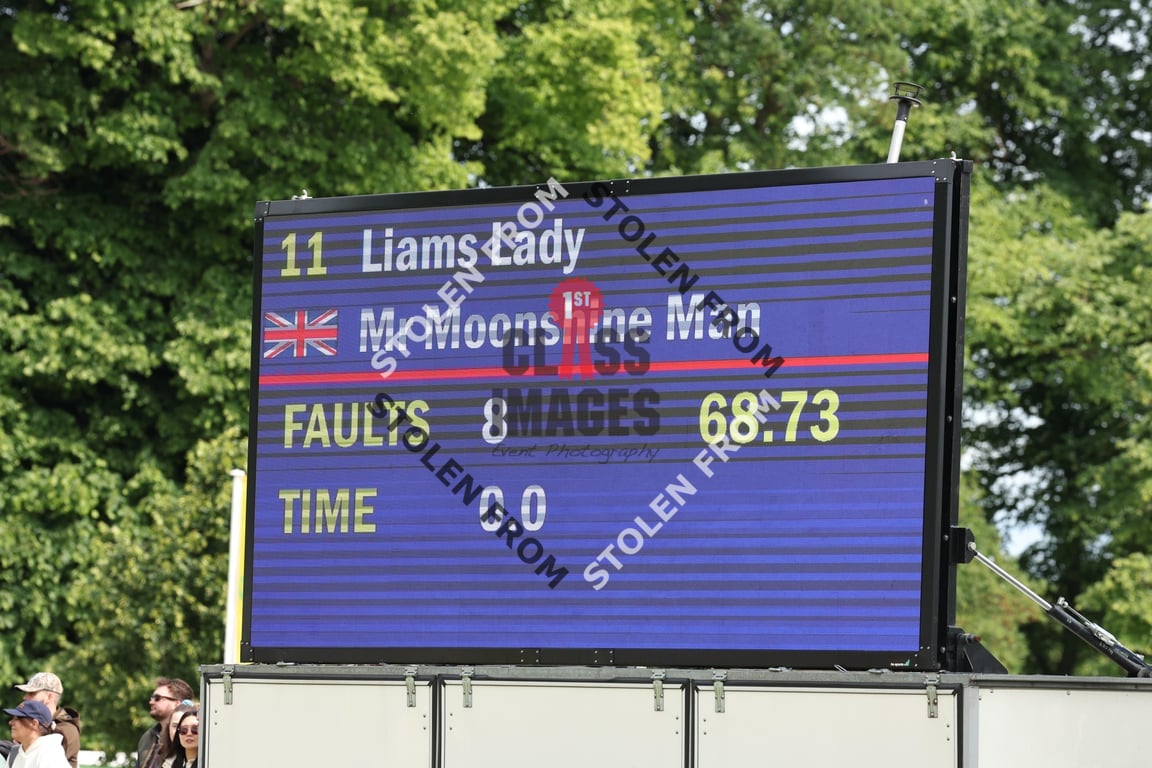 11 Liams Lady
Mr Moonshine Man
FAULTS 8 68.73
TIME 0.0
STOLEN FROM
STOLEN FROM
STOLEN FROM
STOLEN FROM
1ST
CLASS
IMAGES
Event Photography